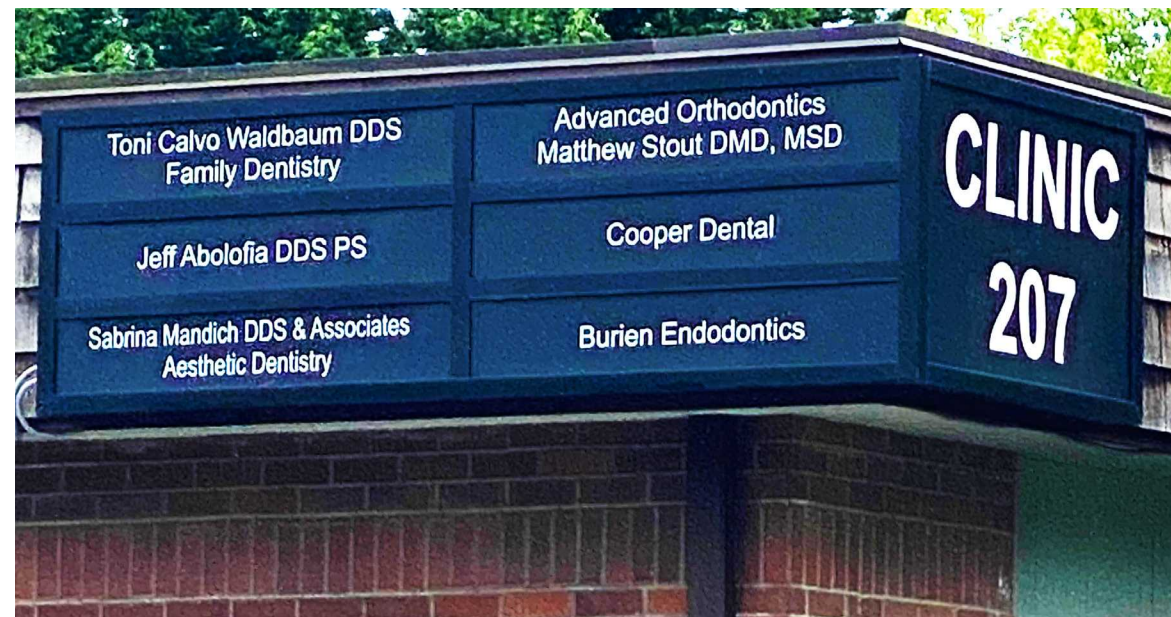 Toni Calvo Waldbaum DDS
Family Dentistry
Jeff Abolofia DDS PS
Sabrina Mandich DDS & Associates
Aesthetic Dentistry
Advanced Orthodontics
Matthew Stout DMD, MSD
Cooper Dental
Burien Endodontics
CLINIC
207